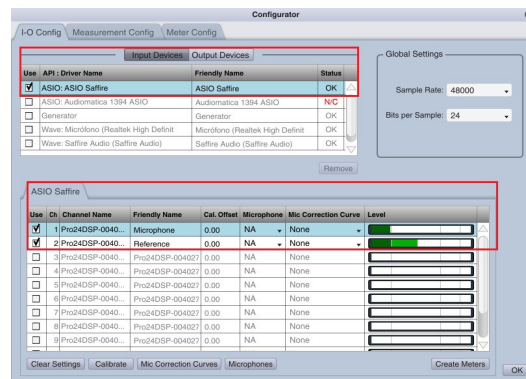 Configurator
I-O Config Measurement Config Meter Config
Input Devices Output Devices
Use API : Driver Name Friendly Name Status
ASIO: ASIO Saffire ASIO Saffire OK
ASIO: Audiomatica 1394 ASIO Audiomatica 1394 ASIO N/C
Generator Generator OK
Wave: Micrófono (Realtek High Definit Micrófono (Realtek High Definit OK
Wave: Saffire Audio (Saffire Audio) Saffire Audio (Saffire Audio) OK
Remove
Global Settings
Sample Rate: 48000
Bits per Sample: 24
ASIO Saffire
Use Ch Channel Name Friendly Name Cal. Offset Microphone Mic Correction Curve Level
1 Pro24DSP-0040... Microphone 0.00 NA None
2 Pro24DSP-0040... Reference 0.00 NA None
3 Pro24DSP-0040... Pro24DSP-004027 0.00 NA None
4 Pro24DSP-0040... Pro24DSP-004027 0.00 NA None
5 Pro24DSP-0040... Pro24DSP-004027 0.00 NA None
6 Pro24DSP-0040... Pro24DSP-004027 0.00 NA None
7 Pro24DSP-0040... Pro24DSP-004027 0.00 NA None
8 Pro24DSP-0040... Pro24DSP-004027 0.00 NA None
9 Pro24DSP-0040... Pro24DSP-004027 0.00 NA None
Clear Settings Calibrate Mic Correction Curves Microphones Create Meters
OK